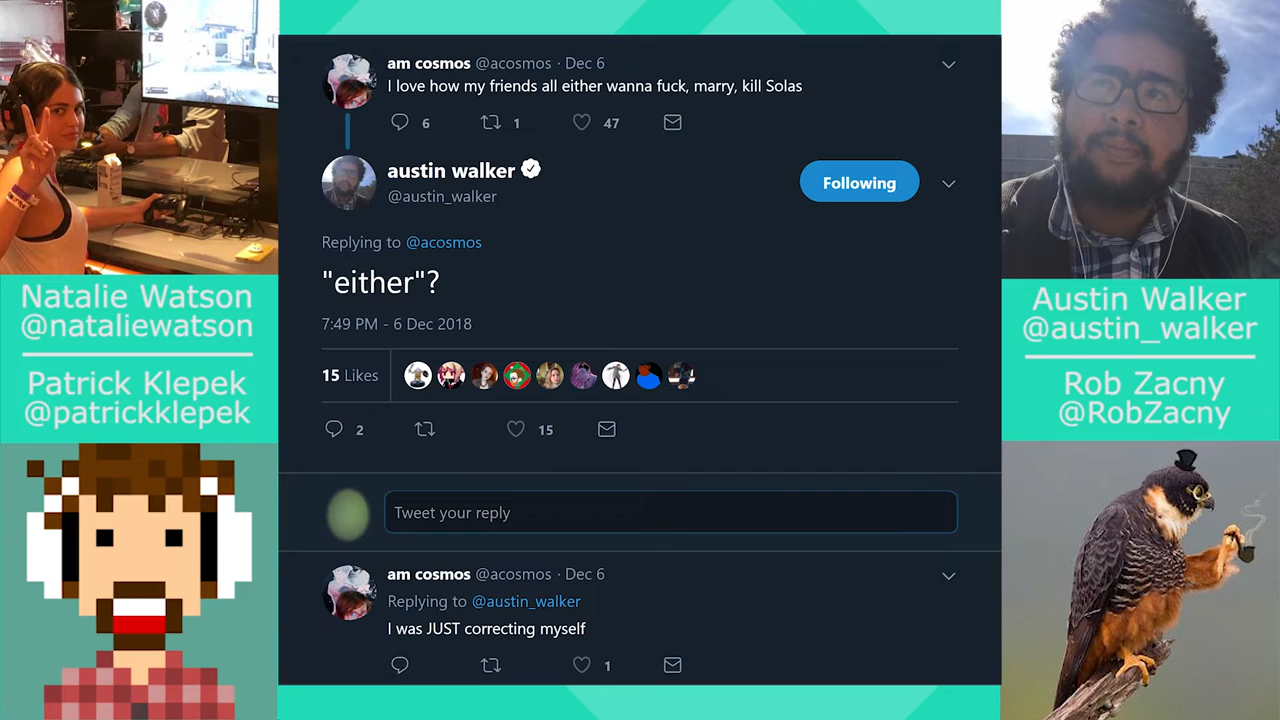 am cosmos @acosmos · Dec 6
I love how my friends all either wanna fuck, marry, kill Solas
6 1 47
austin walker
@austin_walker
Following
Replying to @acosmos
"either"?
7:49 PM - 6 Dec 2018
15 Likes
2 15
Tweet your reply
am cosmos @acosmos · Dec 6
Replying to @austin_walker
I was JUST correcting myself
1
Natalie Watson
@nataliewatson
Patrick Klepek
@patrickklepek
Austin Walker
@austin_walker
Rob Zacny
@RobZacny